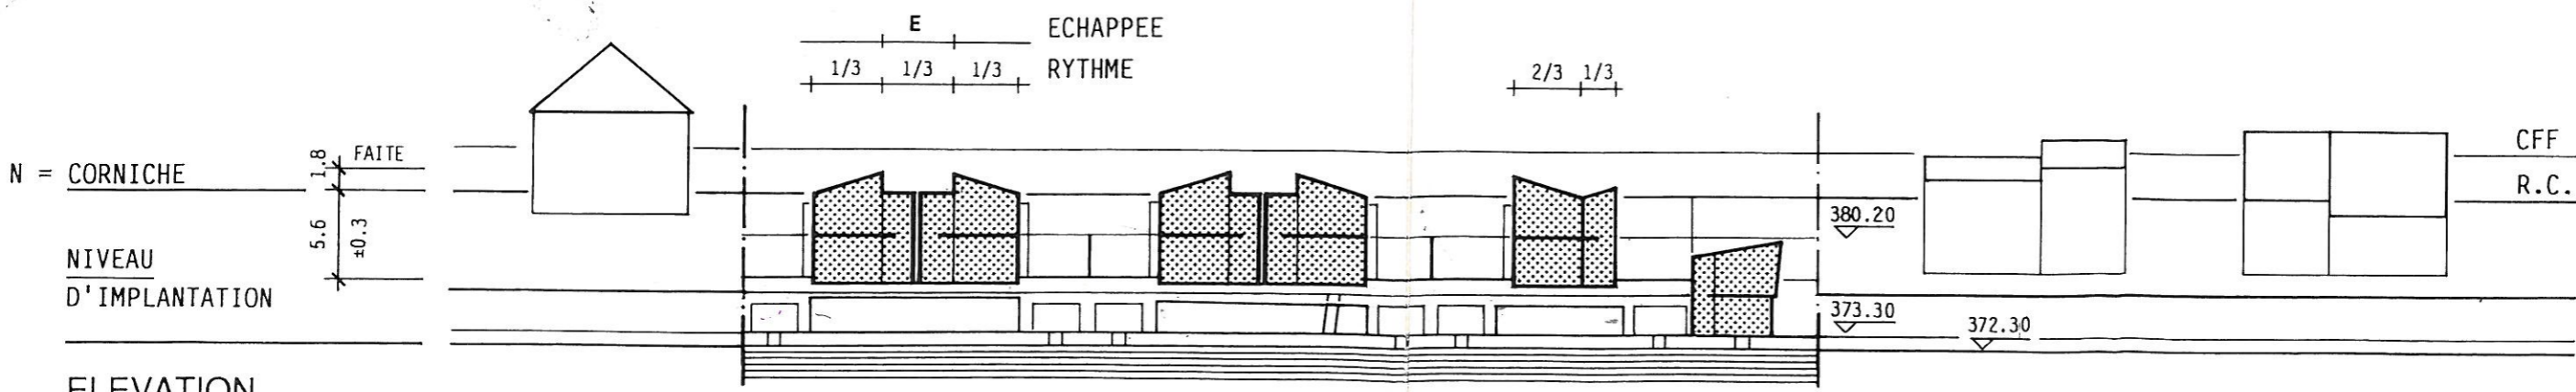 E ECHAPPEE
1/3 1/3 1/3 RYTHME
2/3 1/3
N = CORNICHE
1.8 FAITE
5.6 ±0.3
NIVEAU
D'IMPLANTATION
380.20
373.30
372.30
CFF
R.C.
ELEVATION